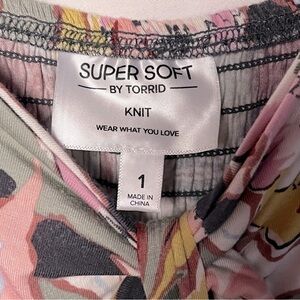 SUPER SOFT
BY TORRID
KNIT
WEAR WHAT YOU LOVE
1
MADE IN
CHINA